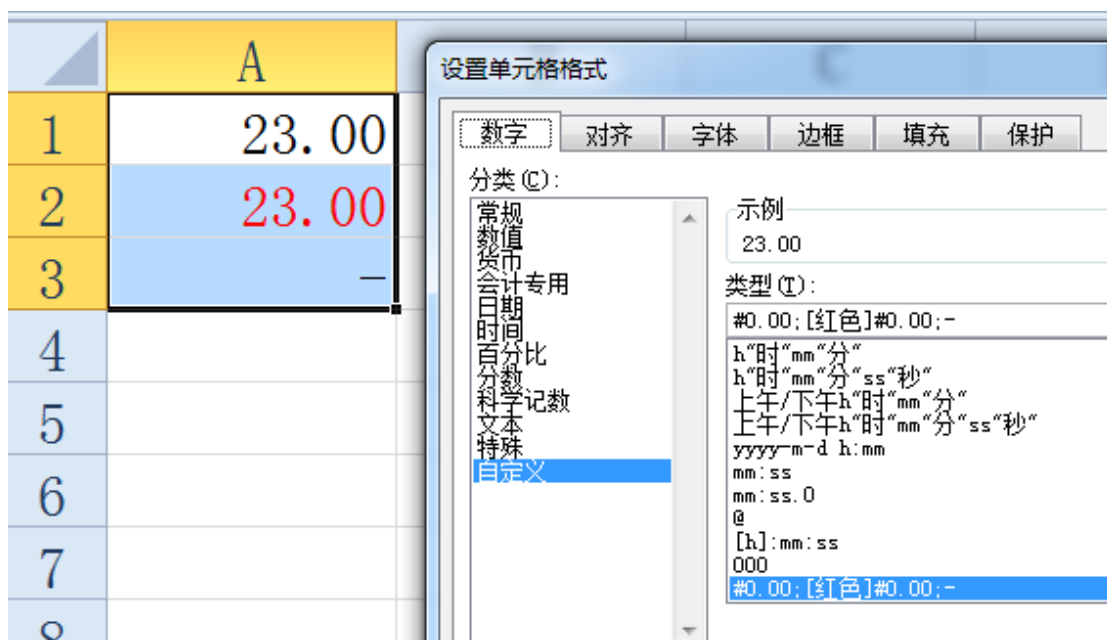 A
C
1
23.00
2
23.00
3
-
4
5
6
7
8
设置单元格格式
数字 对齐 字体 边框 填充 保护
分类(C):
常规
数值
货币
会计专用
日期
时间
百分比
分数
科学记数
文本
特殊
自定义
示例
23.00
类型(T):
#0.00;[红色]#0.00;-
h"时"mm"分"
h"时"mm"分"ss"秒"
上午/下午h"时"mm"分"
上午/下午h"时"mm"分"ss"秒"
yyyy-m-d h:mm
mm:ss
mm:ss.0
@
[h]:mm:ss
000
#0.00;[红色]#0.00;-